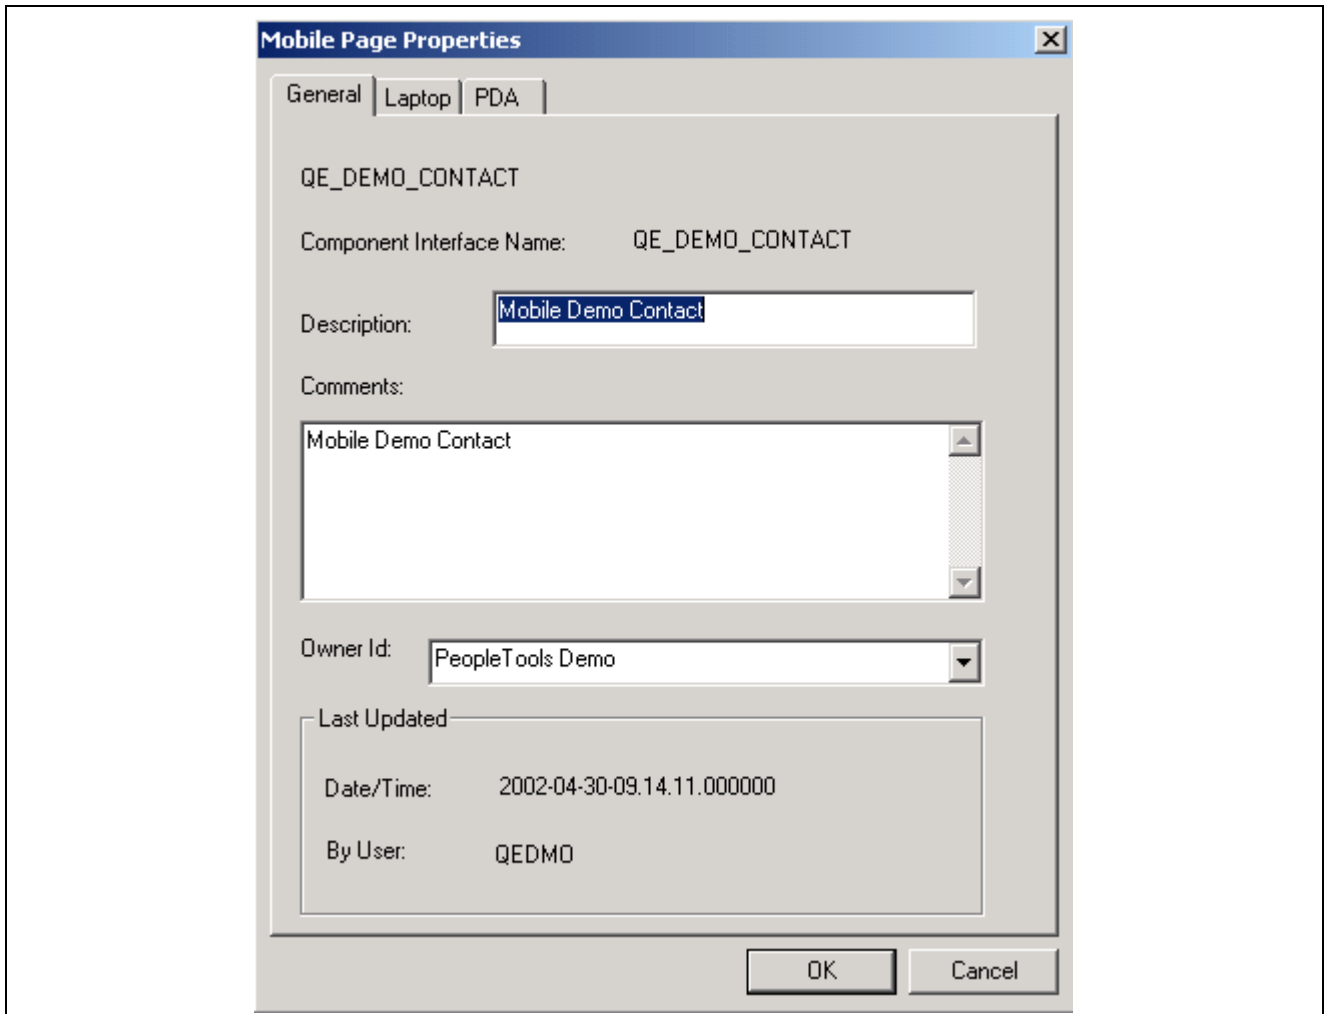 Mobile Page Properties
General Laptop PDA
QE_DEMO_CONTACT
Component Interface Name: QE_DEMO_CONTACT
Description: Mobile Demo Contact
Comments:
Mobile Demo Contact
Owner Id: PeopleTools Demo
Last Updated
Date/Time: 2002-04-30-09.14.11.000000
By User: QEDMO
OK Cancel